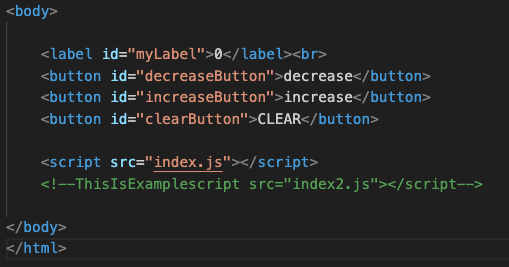 <body>
<label id="myLabel">0</label><br>
<button id="decreaseButton">decrease</button>
<button id="increaseButton">increase</button>
<button id="clearButton">CLEAR</button>
<script src="index.js"></script>
<!--ThisIsExamplescript src="index2.js"></script-->
</body>
</html>